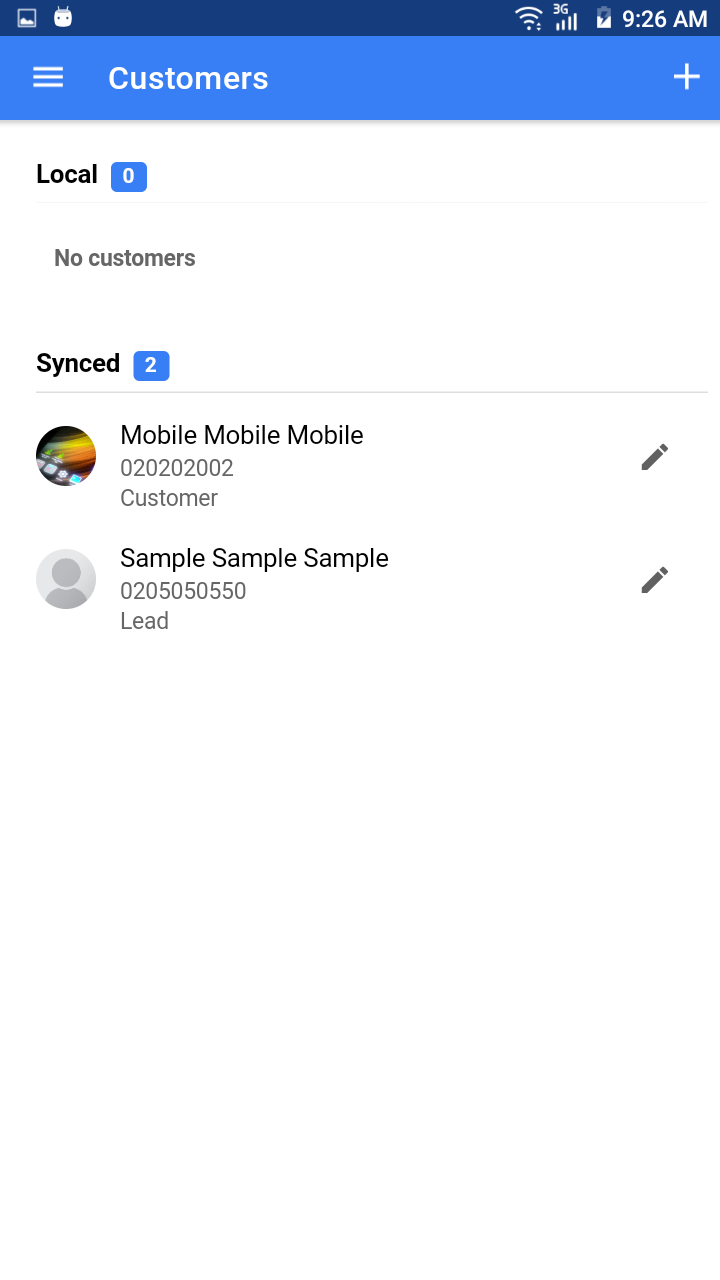 3G 9:26 AM
Customers
Local 0
No customers
Synced 2
Mobile Mobile Mobile
020202002
Customer
Sample Sample Sample
0205050550
Lead